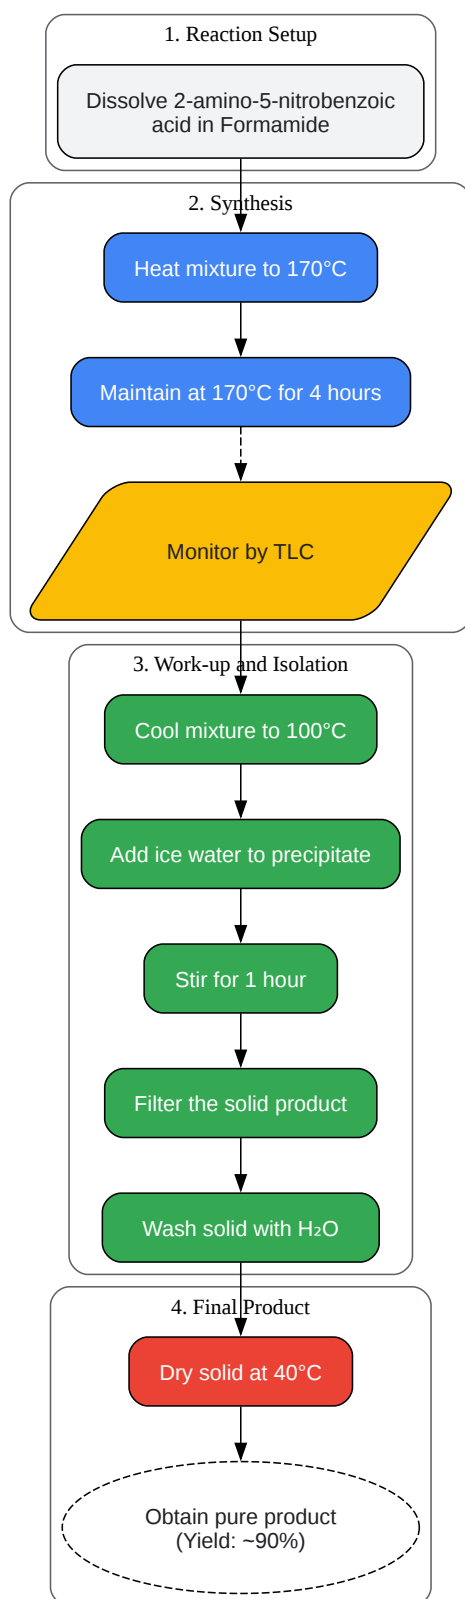 1. Reaction Setup
Dissolve 2-amino-5-nitrobenzoic
acid in Formamide
2. Synthesis
Heat mixture to 170°C
Maintain at 170°C for 4 hours
Monitor by TLC
3. Work-up and Isolation
Cool mixture to 100°C
Add ice water to precipitate
Stir for 1 hour
Filter the solid product
Wash solid with H₂O
4. Final Product
Dry solid at 40°C
Obtain pure product
(Yield: ~90%)